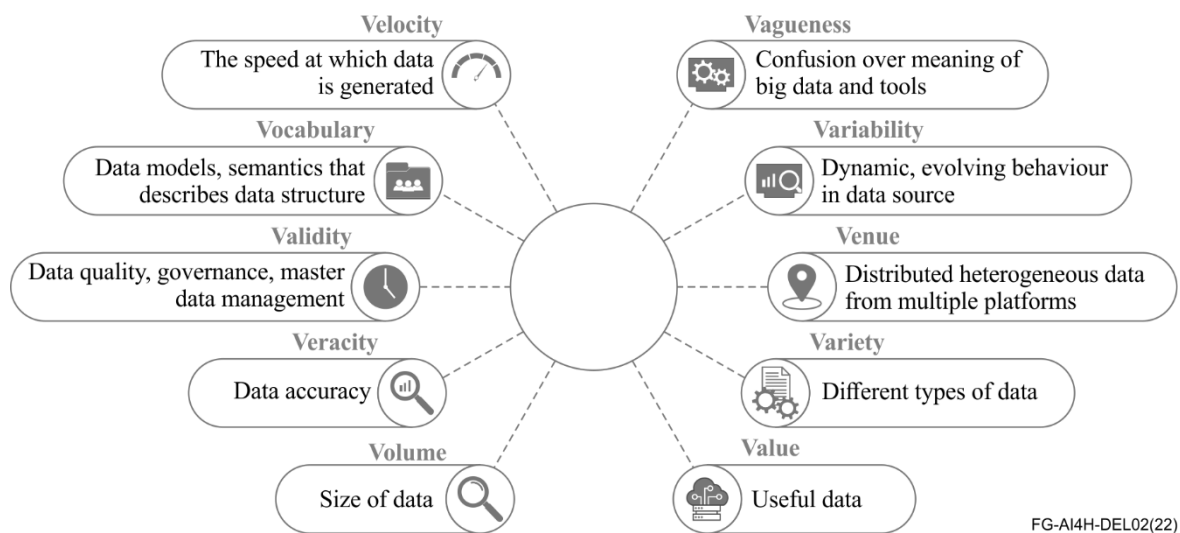 Velocity
The speed at which data
is generated
Vocabulary
Data models, semantics that
describes data structure
Validity
Data quality, governance, master
data management
Veracity
Data accuracy
Volume
Size of data
Vagueness
Confusion over meaning of
big data and tools
Variability
Dynamic, evolving behaviour
in data source
Venue
Distributed heterogeneous data
from multiple platforms
Variety
Different types of data
Value
Useful data
FG-AI4H-DEL02(22)